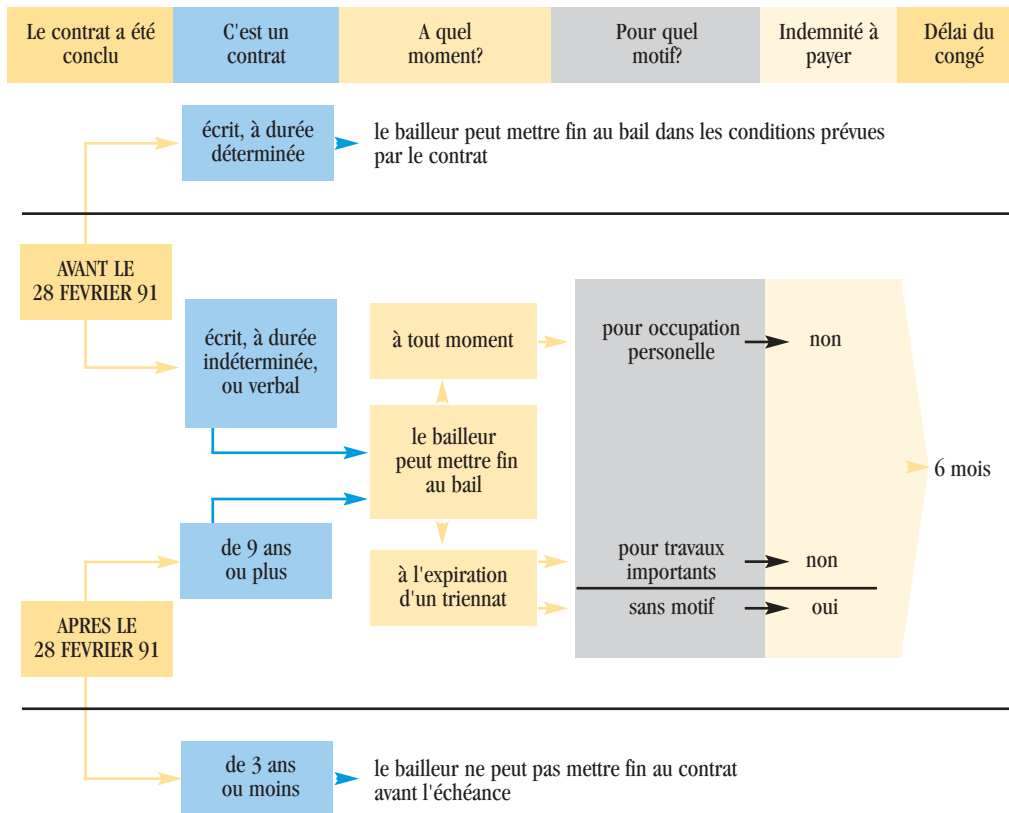 Le contrat a été
conclu
C'est un
contrat
A quel
moment?
Pour quel
motif?
Indemnité à
payer
Délai du
congé
écrit, à durée
déterminée
le bailleur peut mettre fin au bail dans les conditions prévues
par le contrat
AVANT LE
28 FEVRIER 91
écrit, à durée
indéterminée,
ou verbal
à tout moment
pour occupation
personelle
non
le bailleur
peut mettre fin
au bail
6 mois
de 9 ans
ou plus
à l'expiration
d'un triennat
pour travaux
importants
non
sans motif
oui
APRES LE
28 FEVRIER 91
de 3 ans
ou moins
le bailleur ne peut pas mettre fin au contrat
avant l'échéance